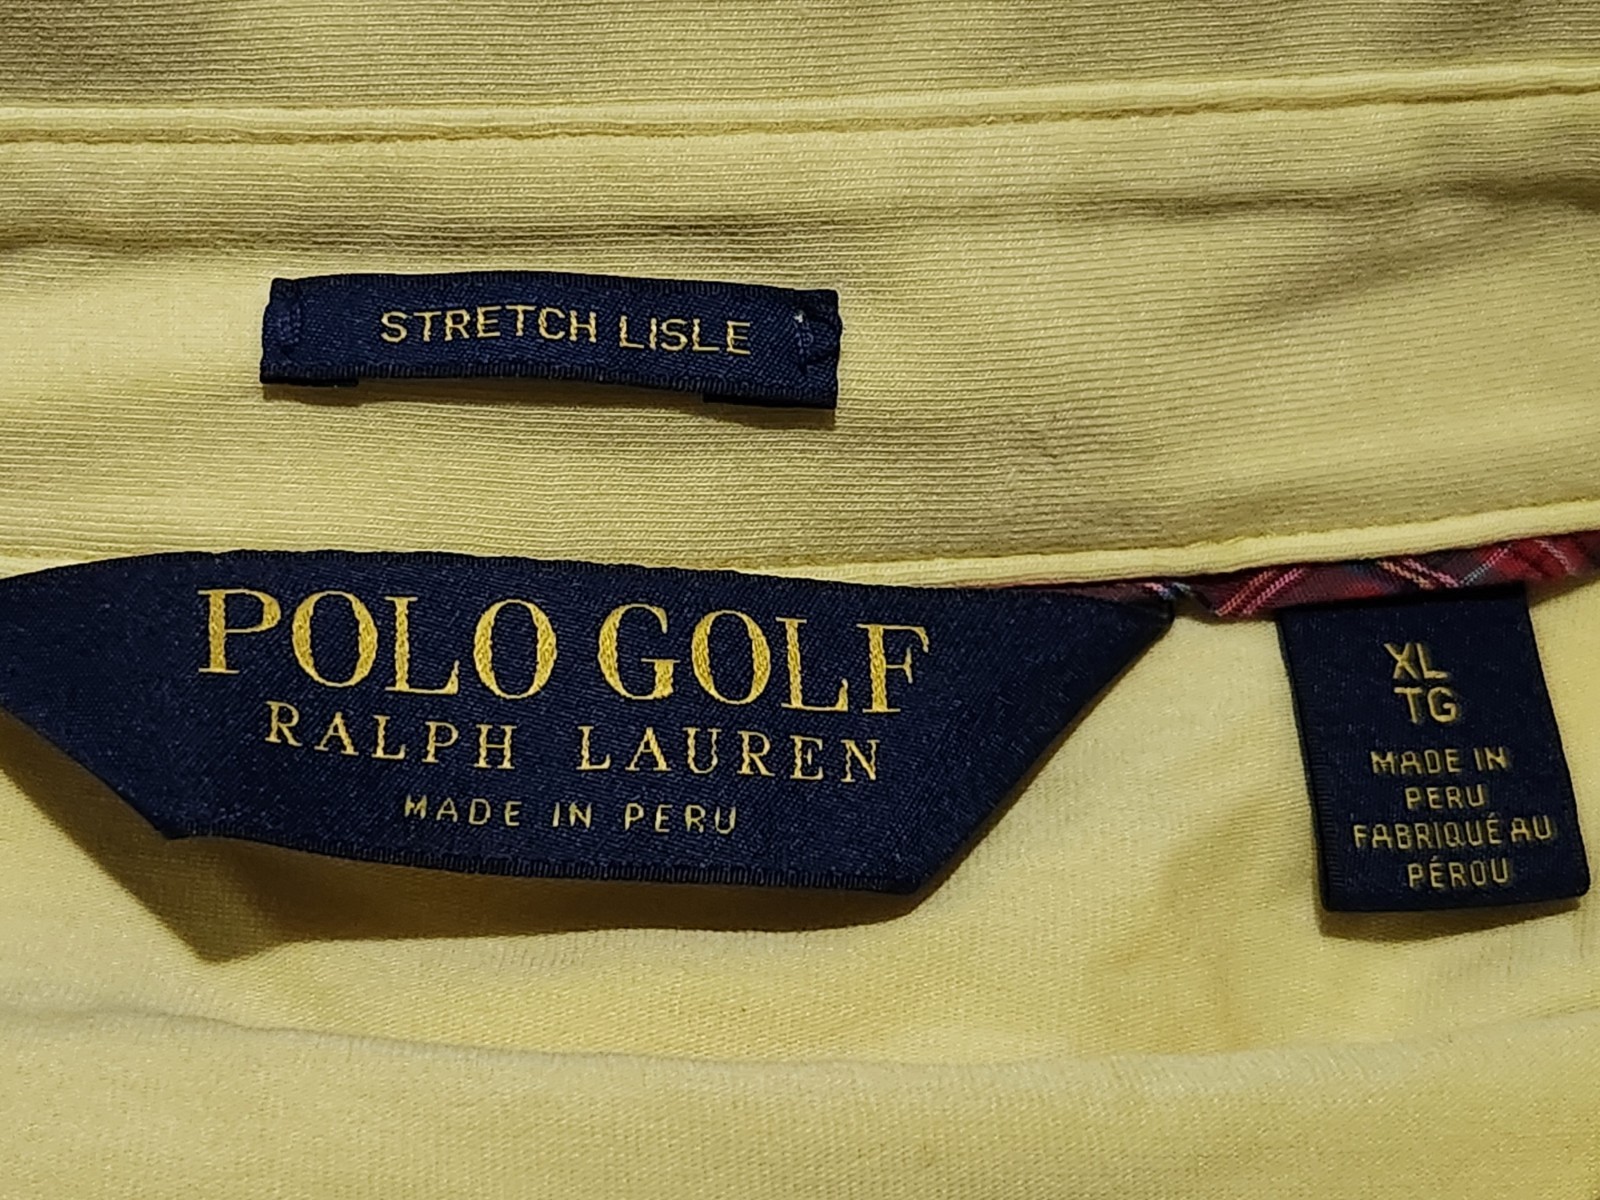 STRETCH LISLE
POLO GOLF
RALPH LAUREN
MADE IN PERU
XL
TG
MADE IN
PERU
FABRIQUÉ AU
PÉROU